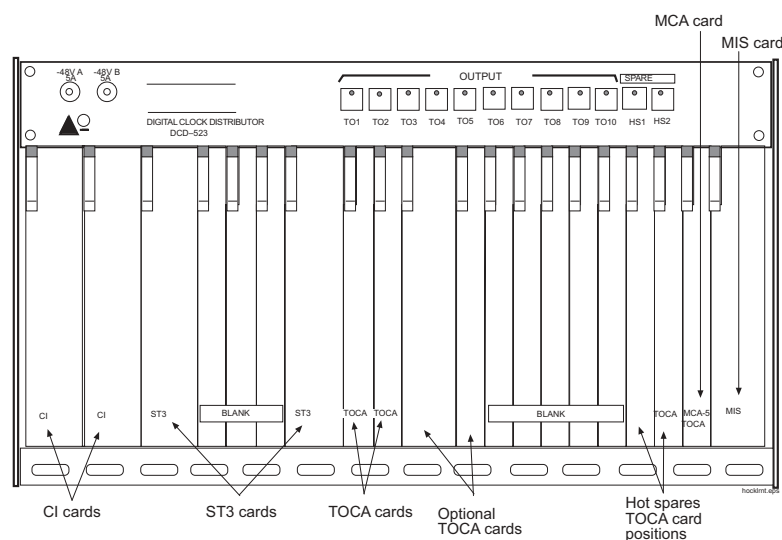 MCA card
MIS card
-48V A
5A
-48V B
5A
OUTPUT
SPARE
DIGITAL CLOCK DISTRIBUTOR
DCD–523
TO1 TO2 TO3 TO4 TO5 TO6 TO7 TO8 TO9 TO10 HS1 HS2
CI CI ST3 BLANK ST3 TOCA TOCA BLANK TOCA MCA-5 MIS
TOCA
hocklmt.eps
CI cards
ST3 cards
TOCA cards
Optional
TOCA cards
Hot spares
TOCA card
positions